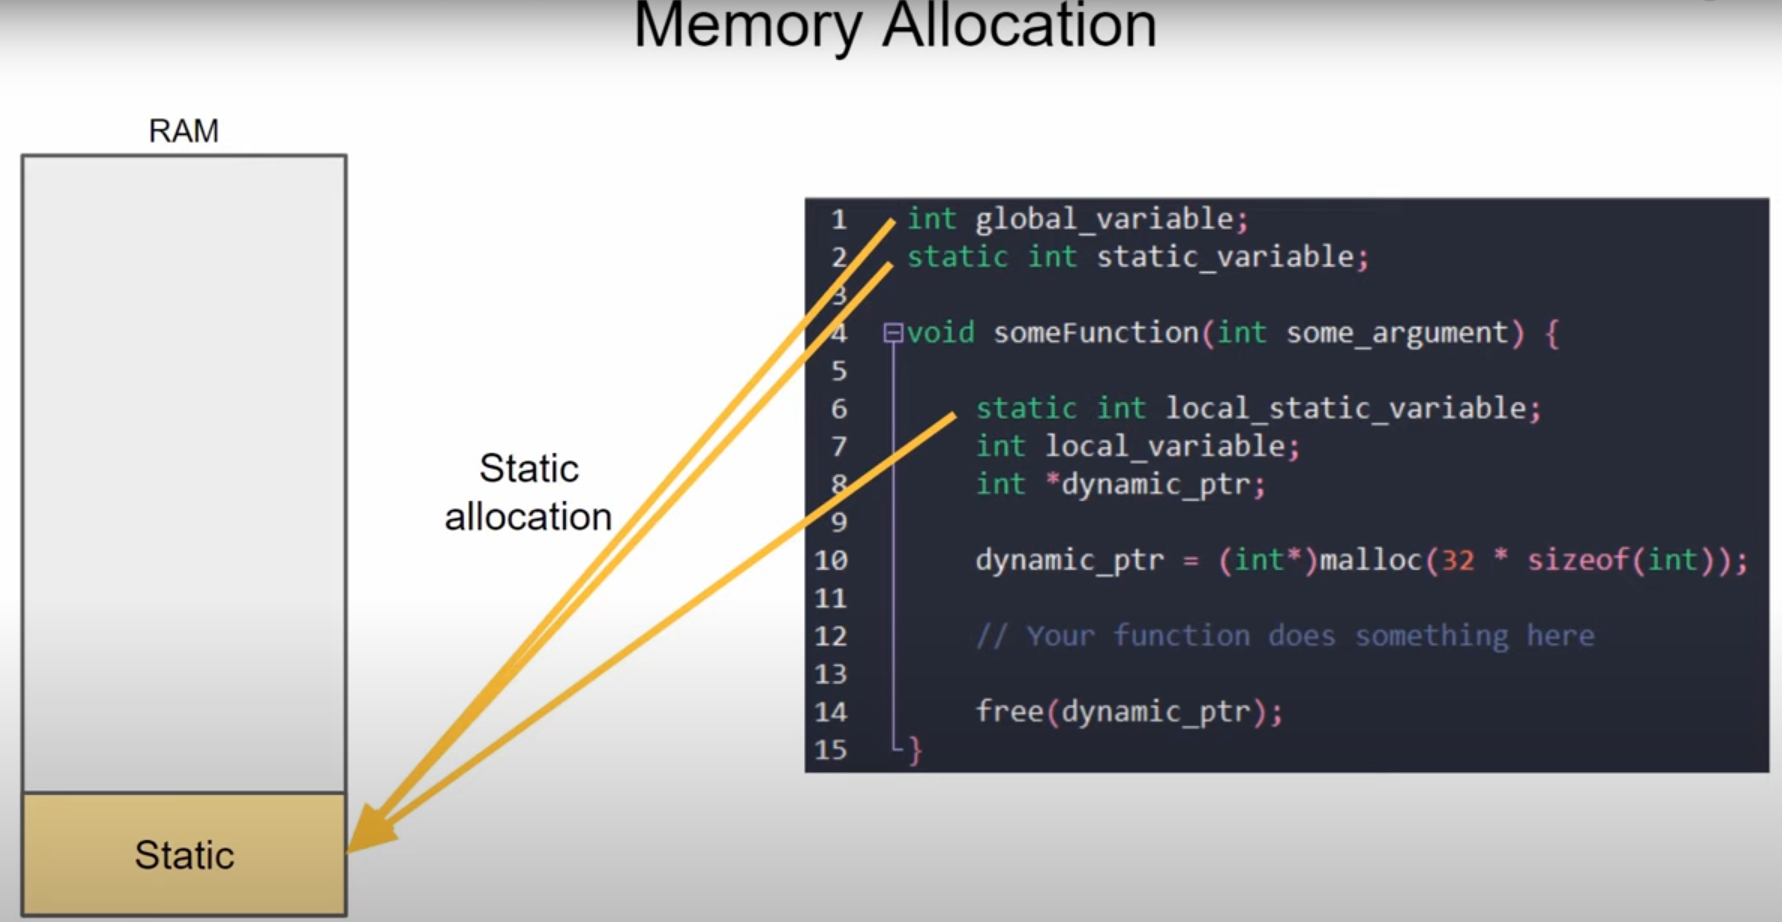 Memory Allocation
RAM
Static
allocation
Static
1 int global_variable;
2 static int static_variable;
3
4 void someFunction(int some_argument) {
5
6 static int local_static_variable;
7 int local_variable;
8 int *dynamic_ptr;
9
10 dynamic_ptr = (int*)malloc(32 * sizeof(int));
11
12 // Your function does something here
13
14 free(dynamic_ptr);
15 }